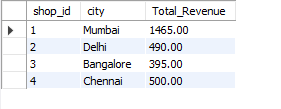 shop_id city Total_Revenue
1 Mumbai 1465.00
2 Delhi 490.00
3 Bangalore 395.00
4 Chennai 500.00